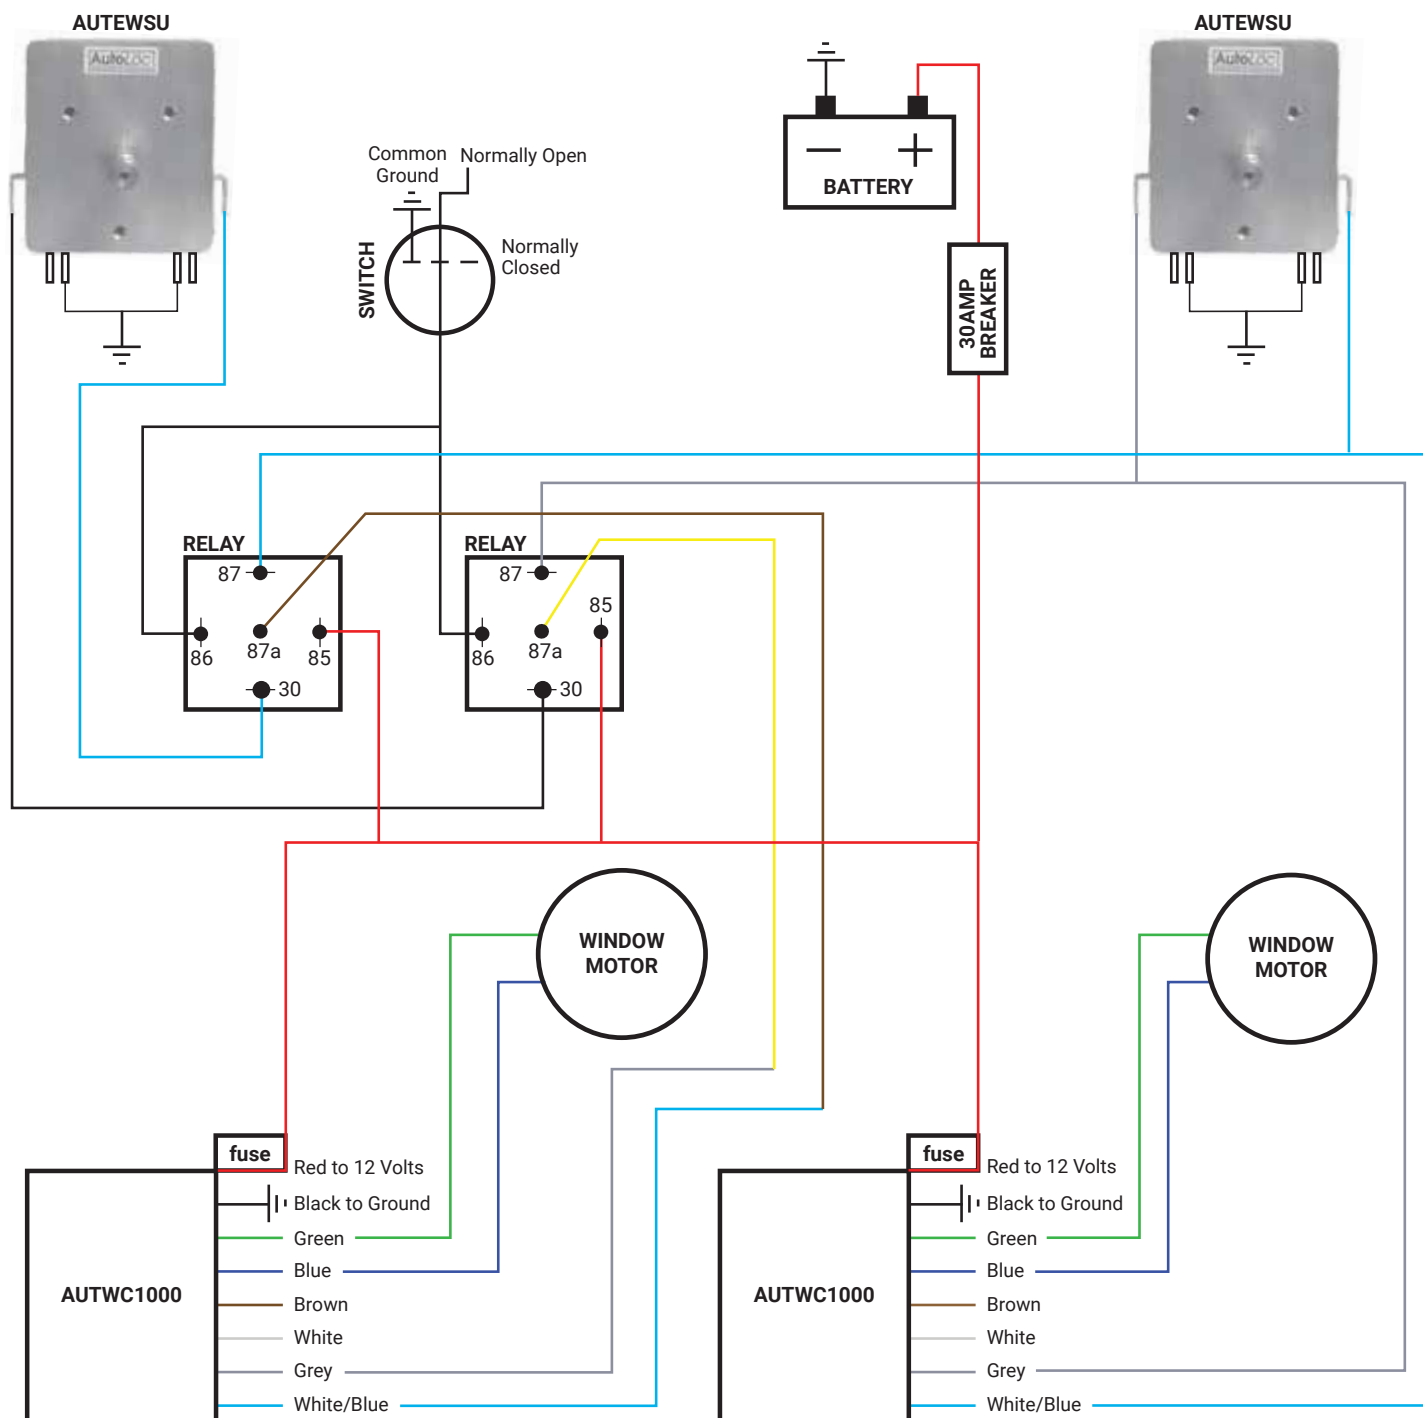 AUTEWSU
AUTEWSU
AutoLoc
AutoLoc
Common
Ground
Normally Open
BATTERY
SWITCH
Normally
Closed
30AMP
BREAKER
RELAY
87
86
87a
85
30
RELAY
87
85
86
87a
30
WINDOW
MOTOR
WINDOW
MOTOR
fuse
Red to 12 Volts
Black to Ground
Green
Blue
AUTWC1000
Brown
White
Grey
White/Blue
fuse
Red to 12 Volts
Black to Ground
Green
Blue
AUTWC1000
Brown
White
Grey
White/Blue